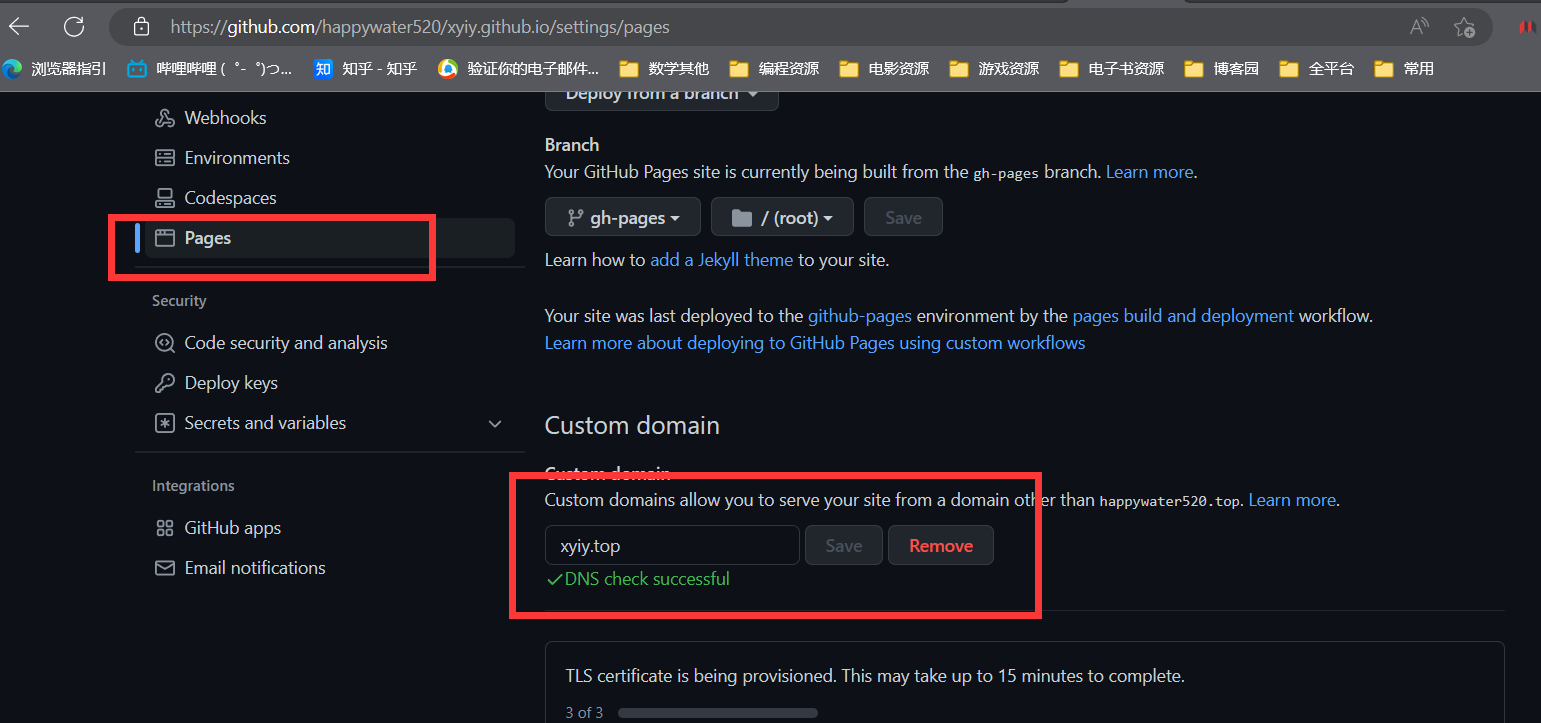 https://github.com/happywater520/xyiy.github.io/settings/pages
浏览器指引 哔哩哔哩 (゜-゜)つ... 知 知乎 - 知乎 验证你的电子邮件... 数学其他 编程资源 电影资源 游戏资源 电子书资源 博客园 全平台 常用
Deploy from a branch
Webhooks
Environments
Codespaces
Pages
Security
Code security and analysis
Deploy keys
Secrets and variables
Integrations
GitHub apps
Email notifications
Branch
Your GitHub Pages site is currently being built from the gh-pages branch. Learn more.
gh-pages / (root) Save
Learn how to add a Jekyll theme to your site.
Your site was last deployed to the github-pages environment by the pages build and deployment workflow.
Learn more about deploying to GitHub Pages using custom workflows
Custom domain
Custom domain
Custom domains allow you to serve your site from a domain other than happywater520.top. Learn more.
xyiy.top Save Remove
DNS check successful
TLS certificate is being provisioned. This may take up to 15 minutes to complete.
3 of 3